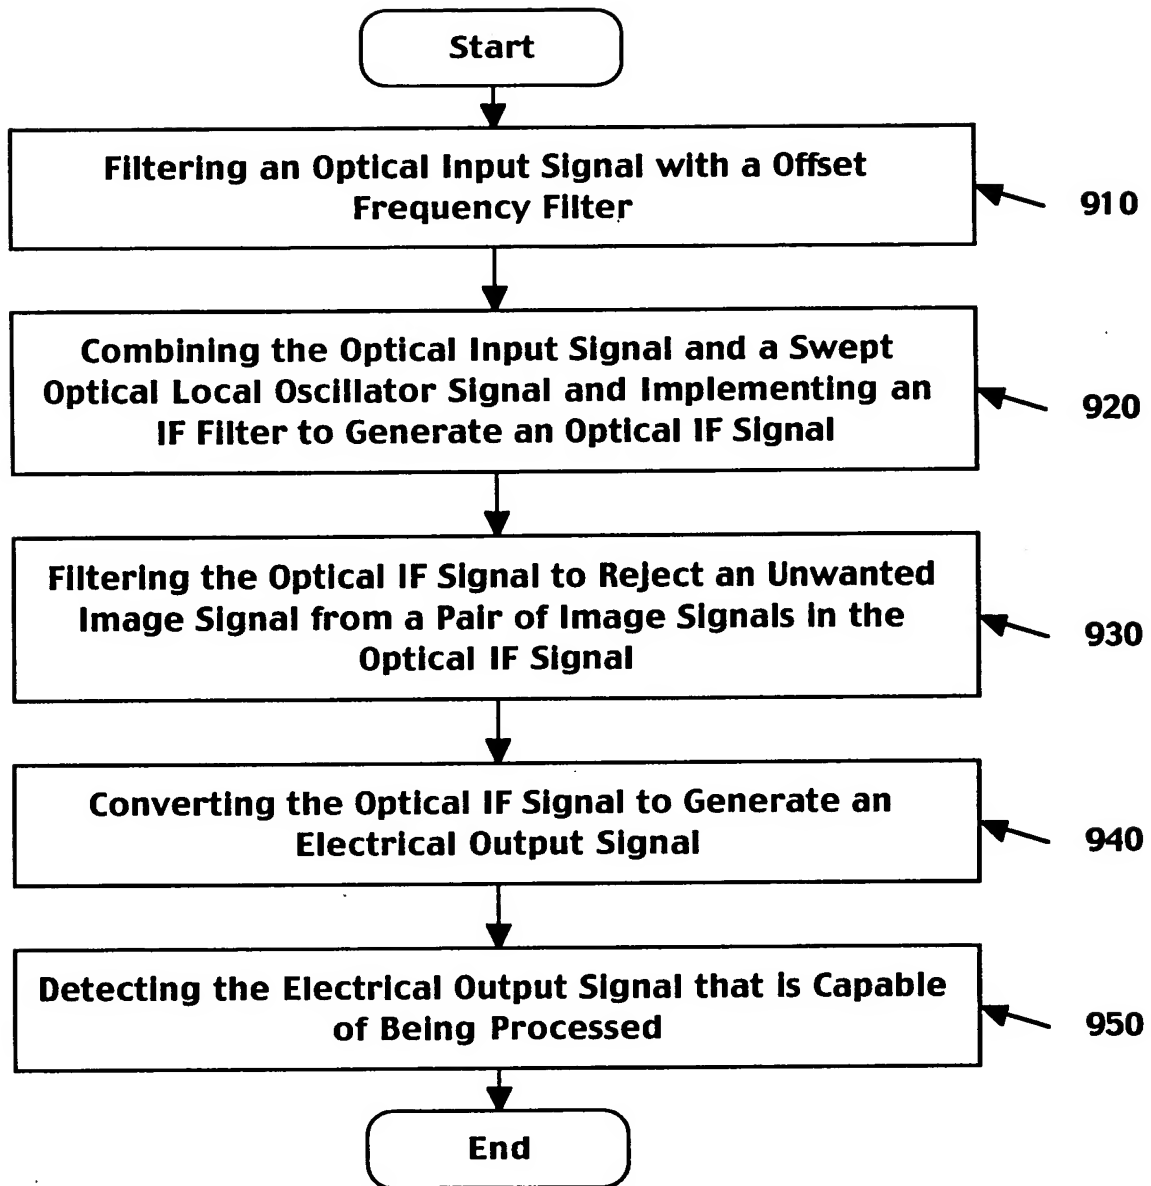 Start
Filtering an Optical Input Signal with a Offset
Frequency Filter
910
Combining the Optical Input Signal and a Swept
Optical Local Oscillator Signal and Implementing an
IF Filter to Generate an Optical IF Signal
920
Filtering the Optical IF Signal to Reject an Unwanted
Image Signal from a Pair of Image Signals in the
Optical IF Signal
930
Converting the Optical IF Signal to Generate an
Electrical Output Signal
940
Detecting the Electrical Output Signal that is Capable
of Being Processed
950
End